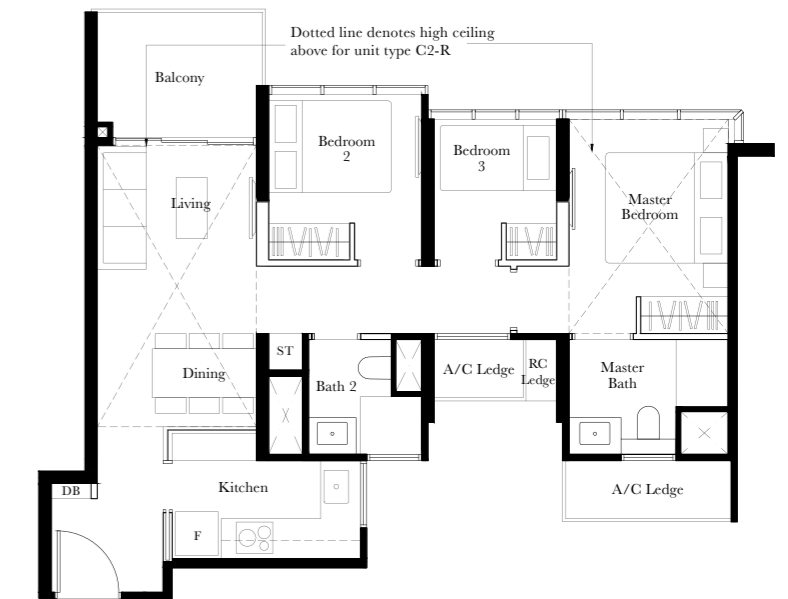 Dotted line denotes high ceiling
above for unit type C2-R
Balcony
Bedroom
2
Bedroom
3
Living
Master
Bedroom
ST
A/C Ledge
RC
Ledge
Dining
Bath 2
Master
Bath
DB
Kitchen
A/C Ledge
F